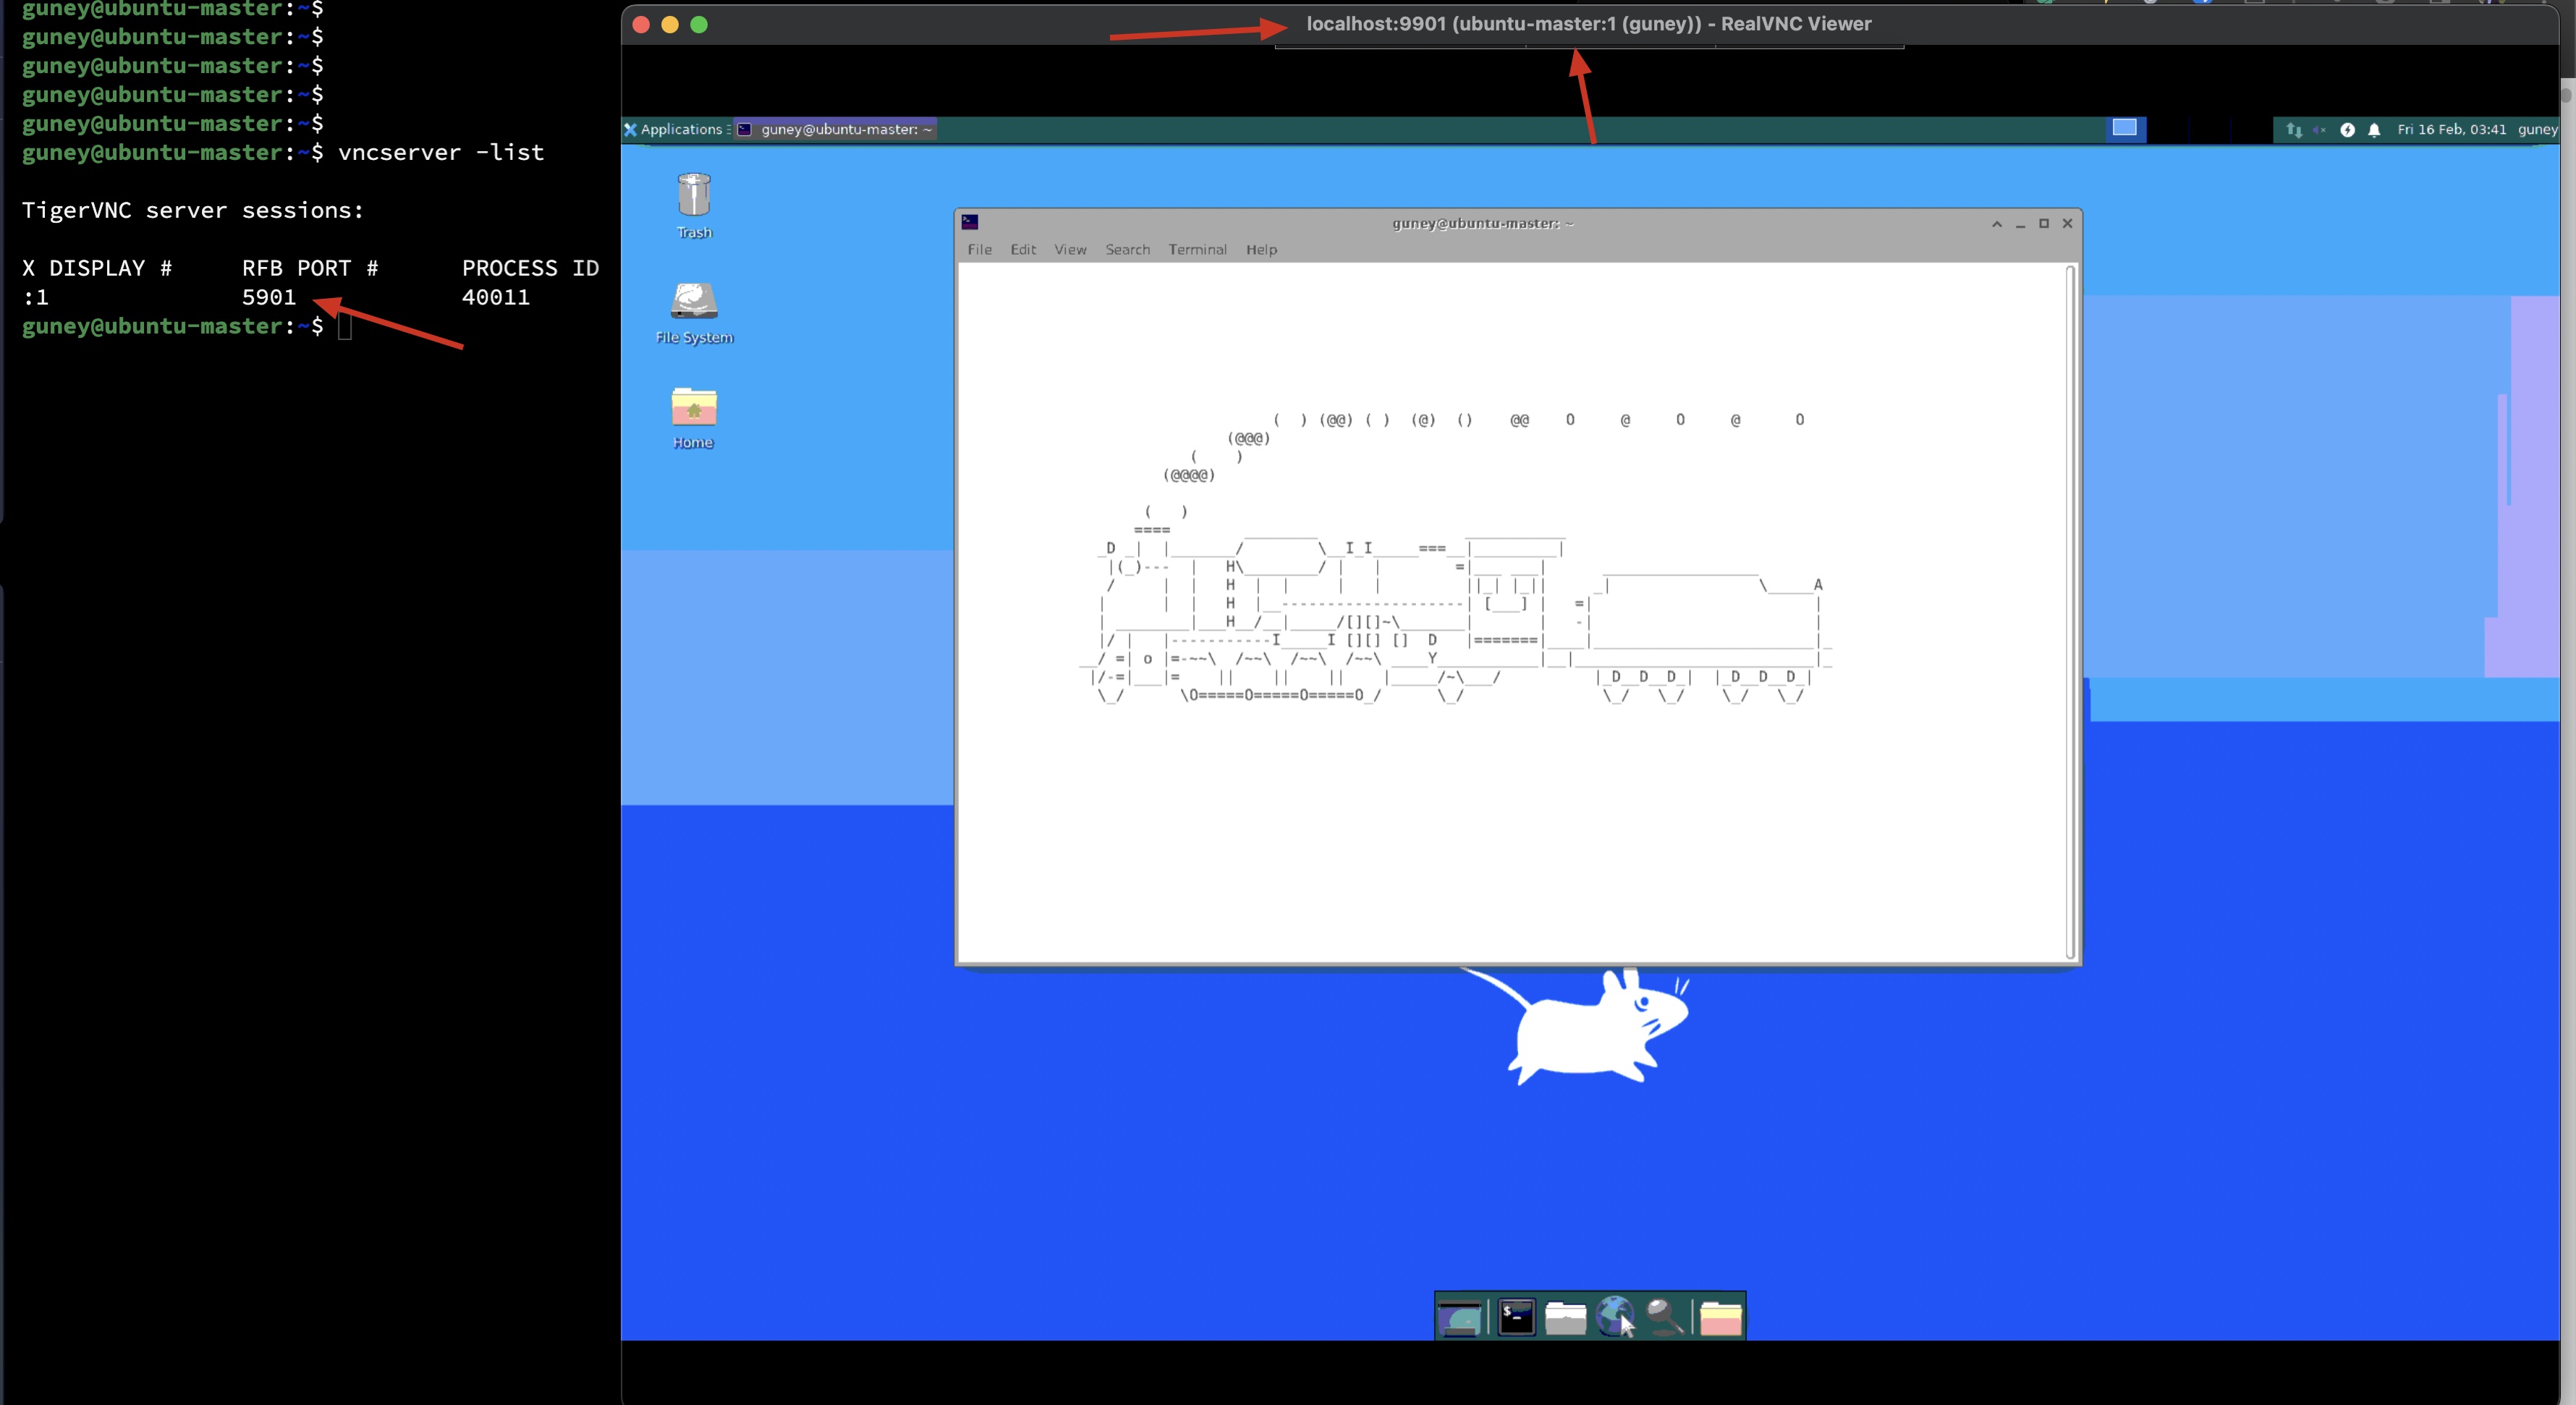 guney@ubuntu-master:~$
guney@ubuntu-master:~$
guney@ubuntu-master:~$
guney@ubuntu-master:~$
guney@ubuntu-master:~$
guney@ubuntu-master:~$ vncserver -list
TigerVNC server sessions:
X DISPLAY # RFB PORT # PROCESS ID
:1 5901 40011
guney@ubuntu-master:~$
localhost:9901 (ubuntu-master:1 (guney)) - RealVNC Viewer
Applications guney@ubuntu-master: ~ Fri 16 Feb, 03:41 guney
Trash
File System
Home
guney@ubuntu-master: ~
File Edit View Search Terminal Help